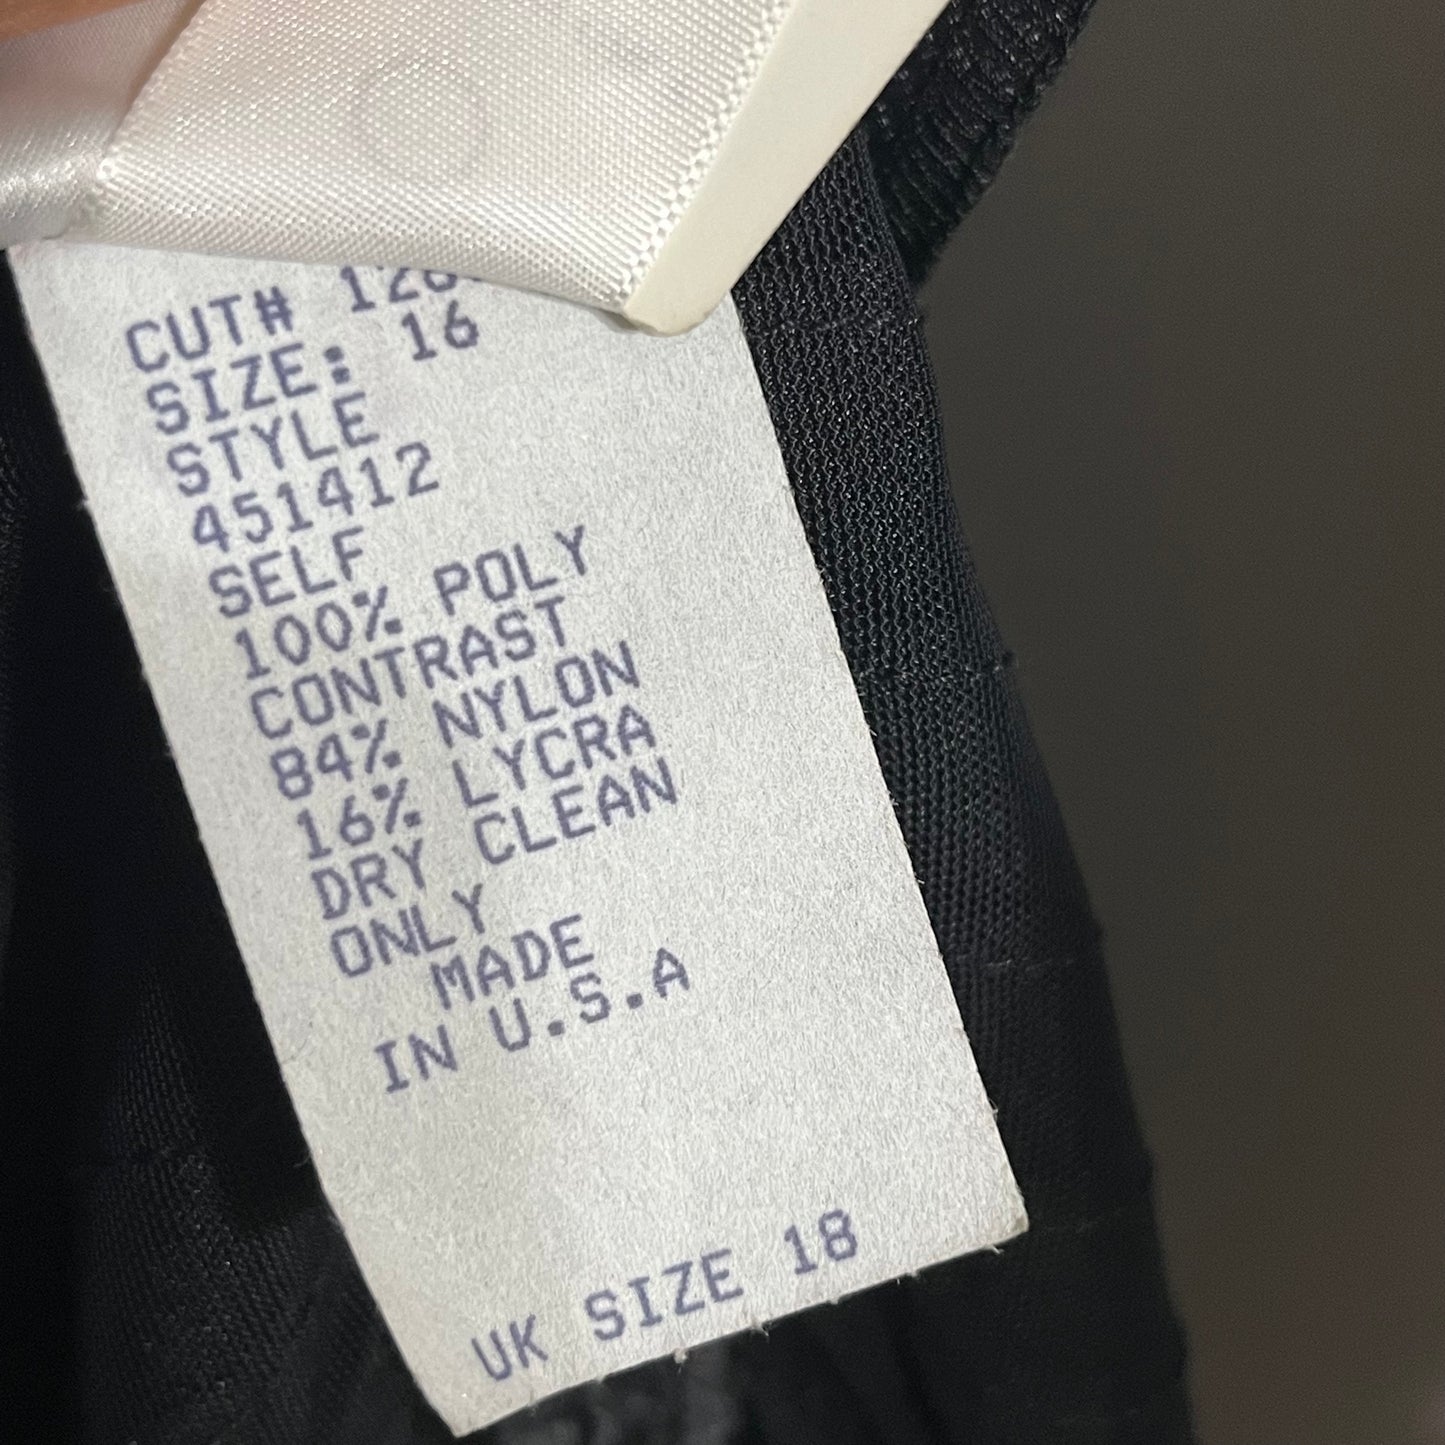 CUT#
SIZE: 16
STYLE
451412
SELF
100% POLY
CONTRAST
84% NYLON
16% LYCRA
DRY CLEAN
ONLY
MADE
IN U.S.A
UK SIZE 18